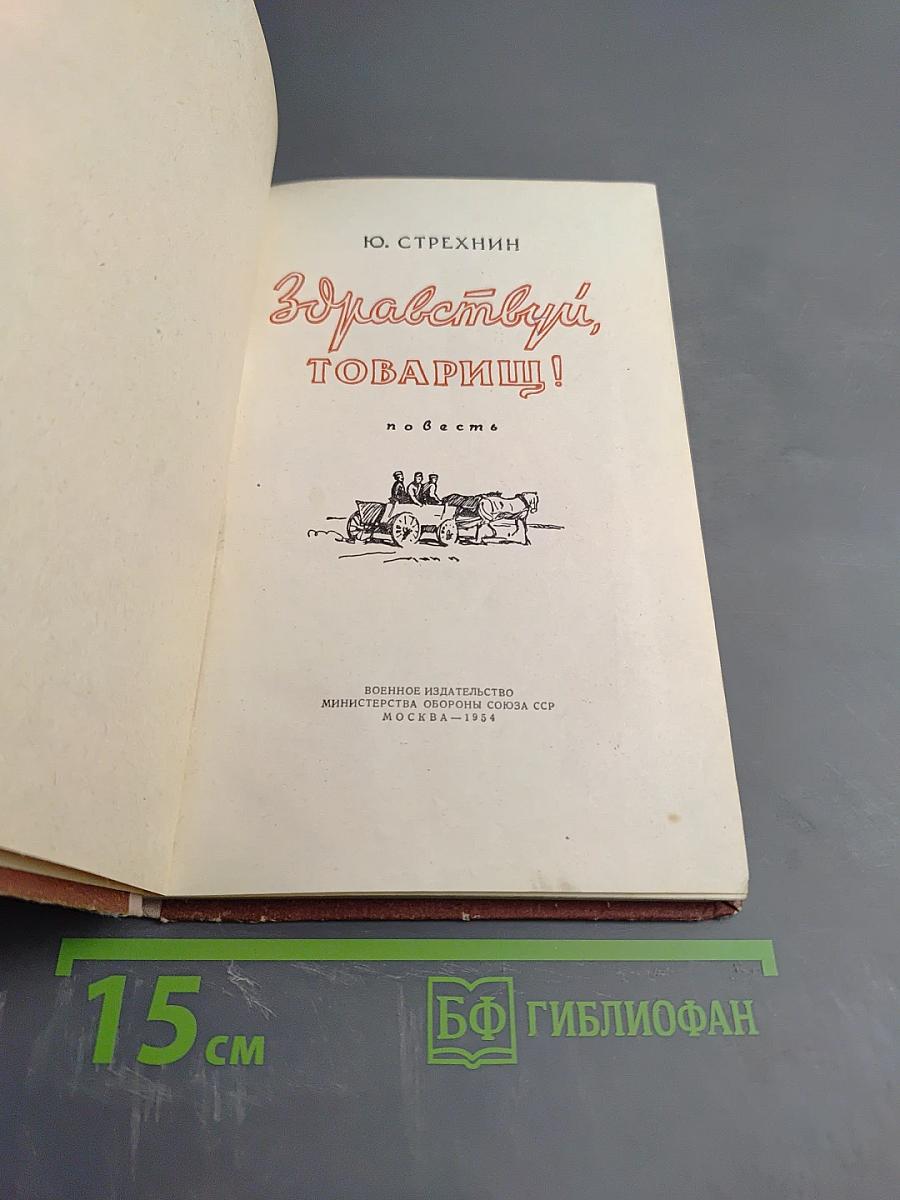 Ю. СТРЕХНИН
Здравствуй,
ТОВАРИЩ!
повесть
ВОЕННОЕ ИЗДАТЕЛЬСТВО
МИНИСТЕРСТВА ОБОРОНЫ СОЮЗА ССР
МОСКВА—1954
15 см
БФ ГИБЛИОФАН